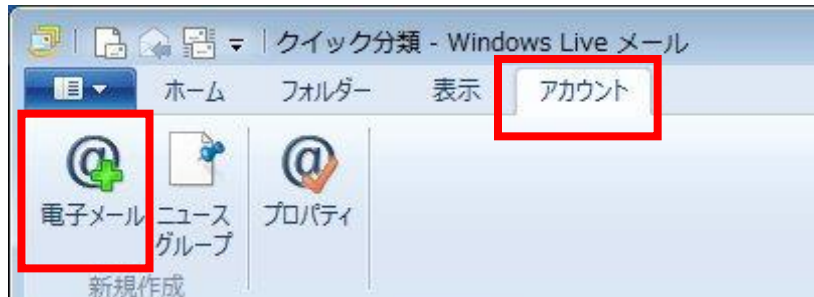 クイック分類 - Windows Live メール
ホーム フォルダー 表示 アカウント
電子メール ニュース グループ プロパティ
新規作成